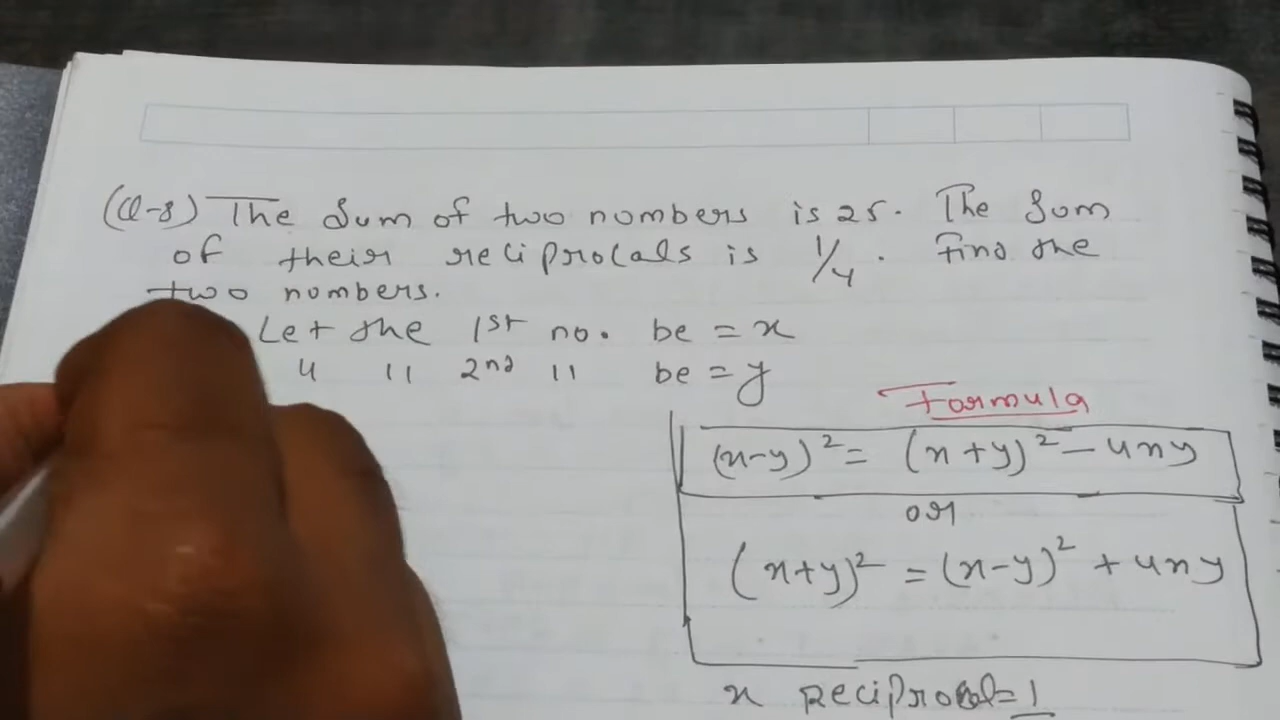 (Q-8) The Sum of two numbers is 25. The Sum
of their reciprocals is 1/4. Find the
two numbers.
Let the 1st no. be = x
" " 2nd " be = y
Formula
(x-y)² = (x+y)² - 4xy
or
(x+y)² = (x-y)² + 4xy
x reciprocal = 1